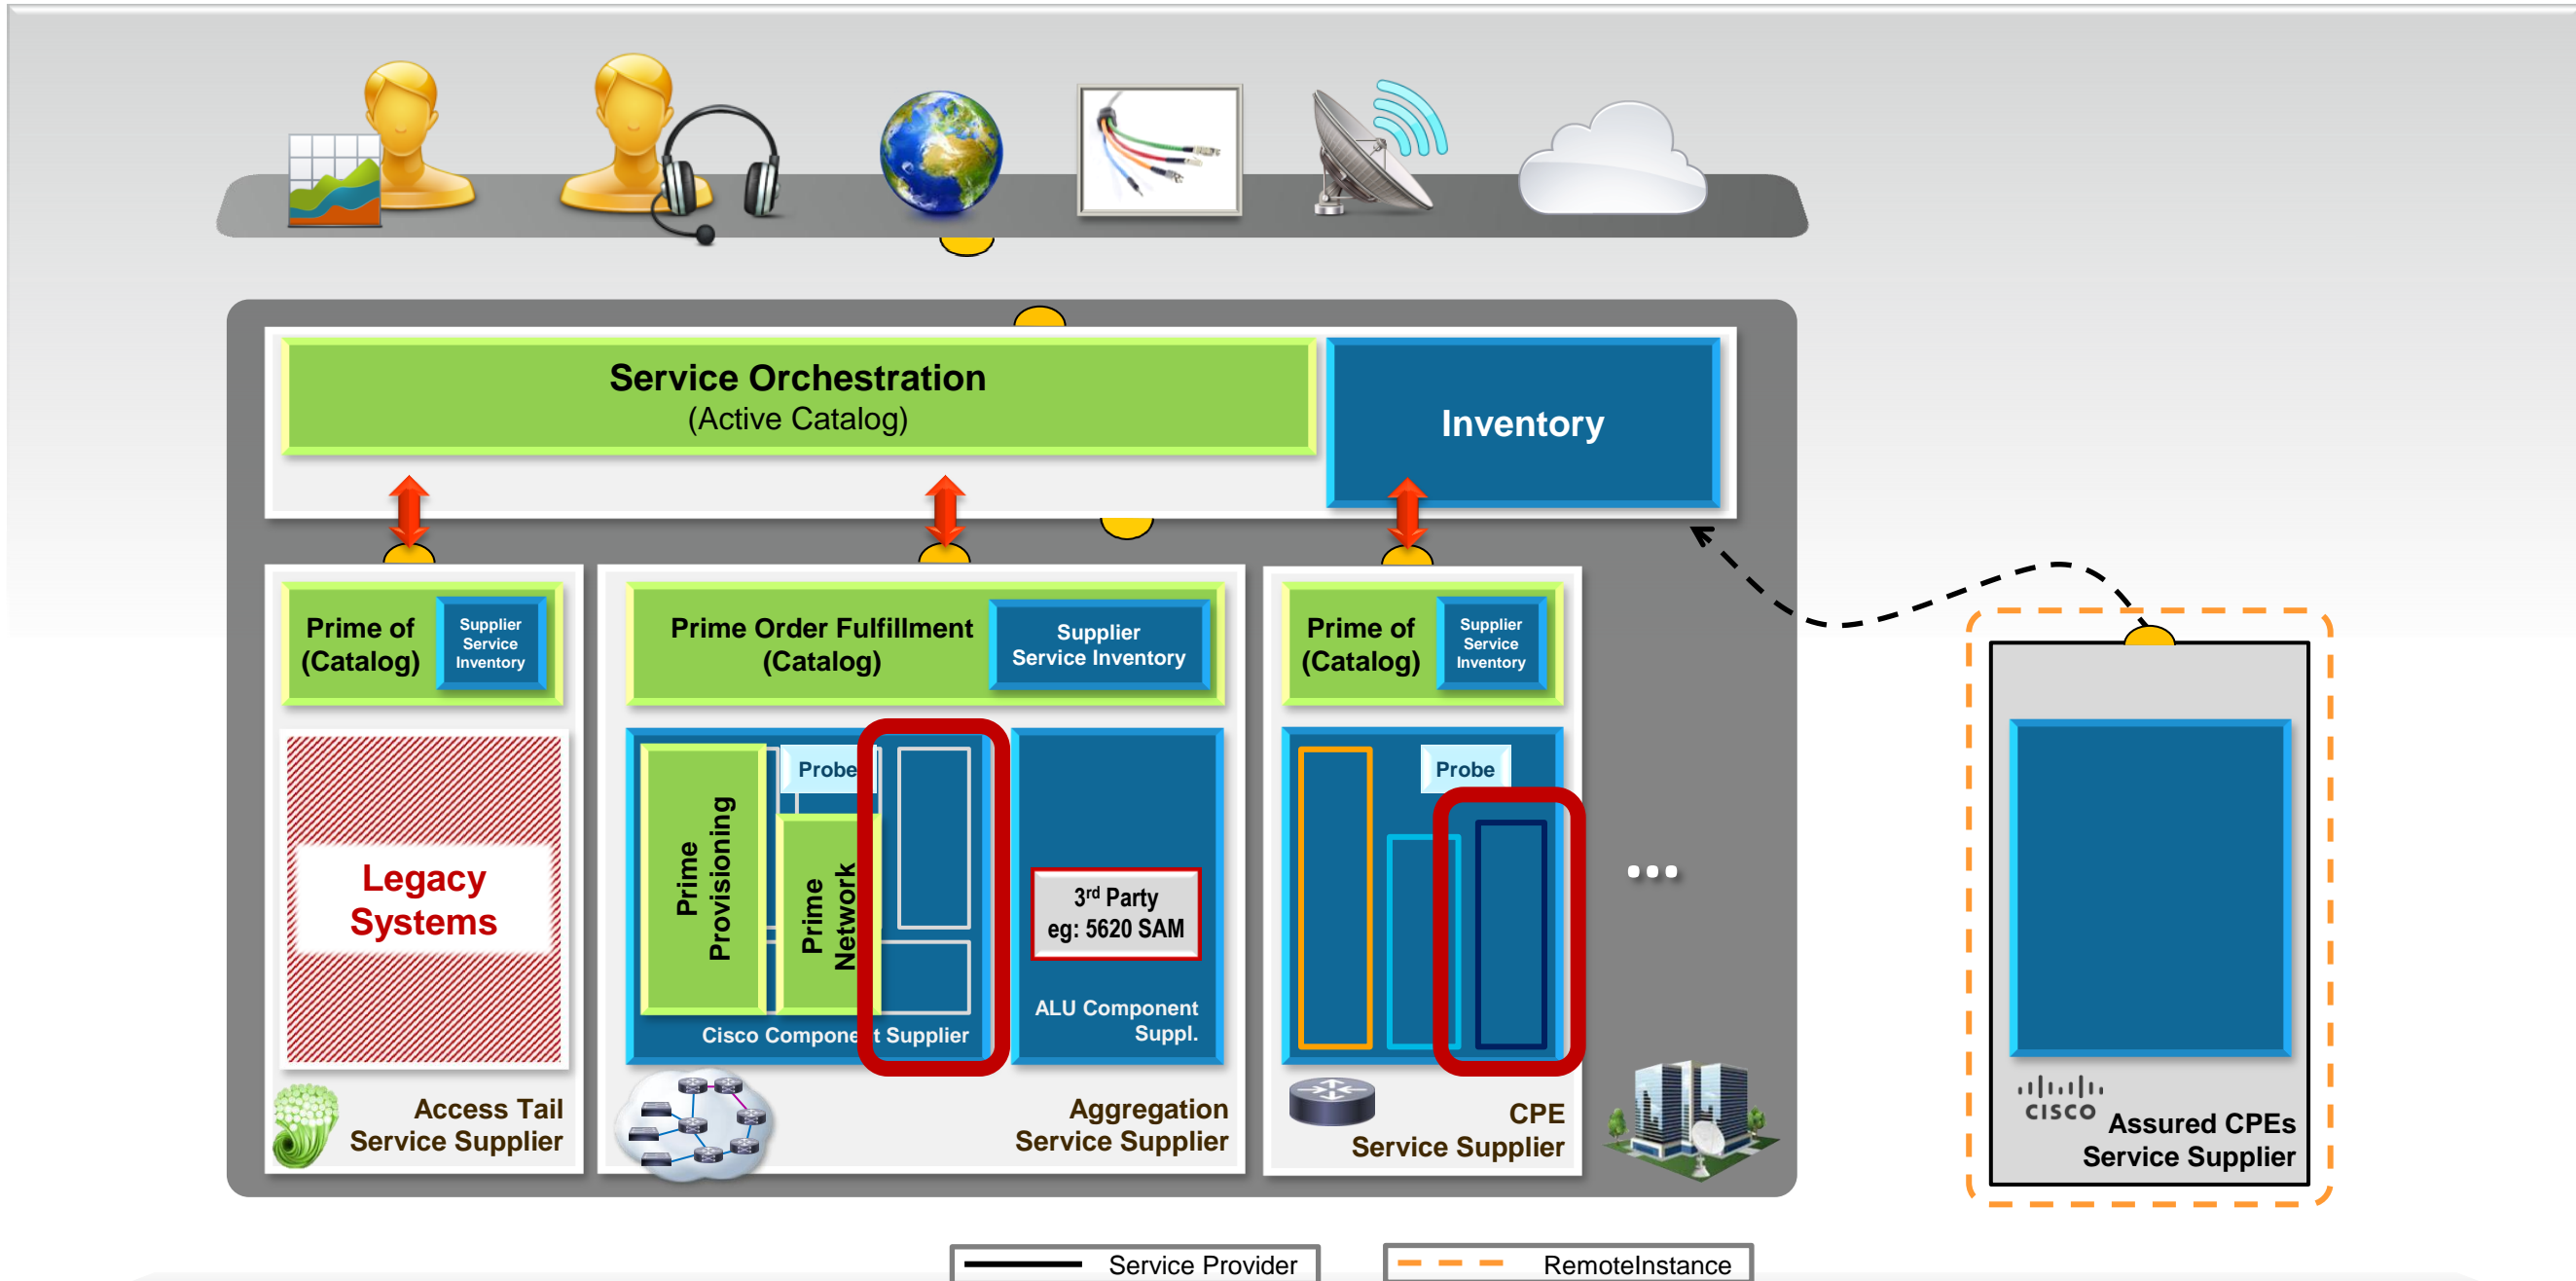 Service Orchestration
(Active Catalog)
Inventory
Prime of
(Catalog)
Supplier
Service
Inventory
Prime Order Fulfillment
(Catalog)
Supplier
Service Inventory
Prime of
(Catalog)
Supplier
Service
Inventory
Legacy
Systems
Prime
Provisioning
Probe
Prime
Network
Cisco Component Supplier
3rd Party
eg: 5620 SAM
ALU Component
Suppl.
Probe
...
Access Tail
Service Supplier
Aggregation
Service Supplier
CPE
Service Supplier
CISCO
Assured CPEs
Service Supplier
Service Provider
RemoteInstance